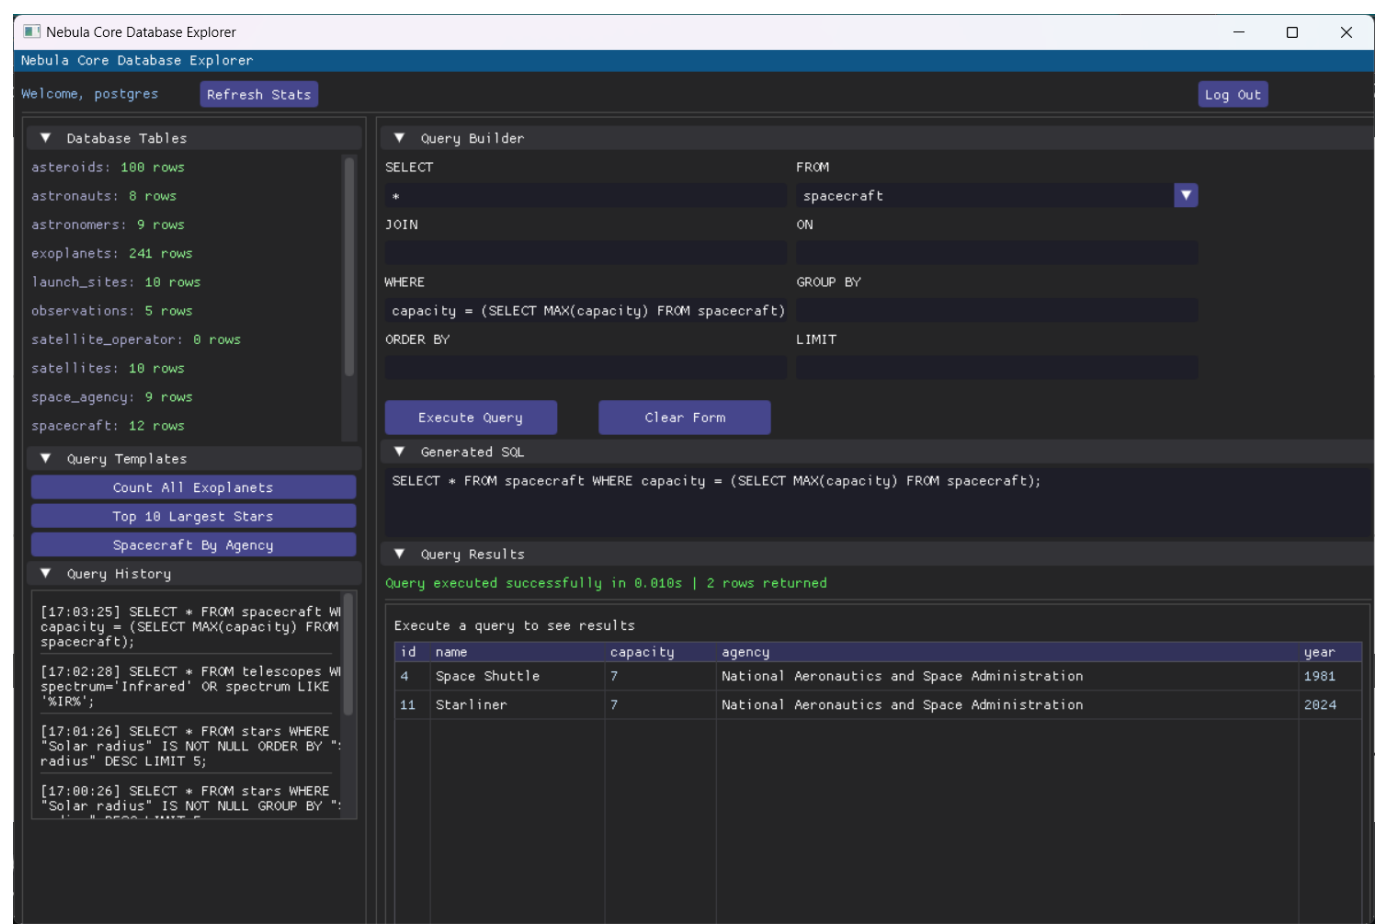 Nebula Core Database Explorer
Nebula Core Database Explorer
Welcome, postgres
Refresh Stats
Log Out
Database Tables
asteroids: 100 rows
astronauts: 8 rows
astronomers: 9 rows
exoplanets: 241 rows
launch_sites: 10 rows
observations: 5 rows
satellite_operator: 0 rows
satellites: 10 rows
space_agency: 9 rows
spacecraft: 12 rows
Query Templates
Count All Exoplanets
Top 10 Largest Stars
Spacecraft By Agency
Query History
[17:03:25] SELECT * FROM spacecraft WH
capacity = (SELECT MAX(capacity) FROM
spacecraft);
[17:02:28] SELECT * FROM telescopes WH
spectrum='Infrared' OR spectrum LIKE
'%IR%';
[17:01:26] SELECT * FROM stars WHERE
"Solar radius" IS NOT NULL ORDER BY "S
radius" DESC LIMIT 5;
[17:00:26] SELECT * FROM stars WHERE
"Solar radius" IS NOT NULL GROUP BY "S
Query Builder
SELECT
FROM
*
spacecraft
JOIN
ON
WHERE
GROUP BY
capacity = (SELECT MAX(capacity) FROM spacecraft)
ORDER BY
LIMIT
Execute Query
Clear Form
Generated SQL
SELECT * FROM spacecraft WHERE capacity = (SELECT MAX(capacity) FROM spacecraft);
Query Results
Query executed successfully in 0.010s | 2 rows returned
Execute a query to see results
id name capacity agency year
4 Space Shuttle 7 National Aeronautics and Space Administration 1981
11 Starliner 7 National Aeronautics and Space Administration 2024